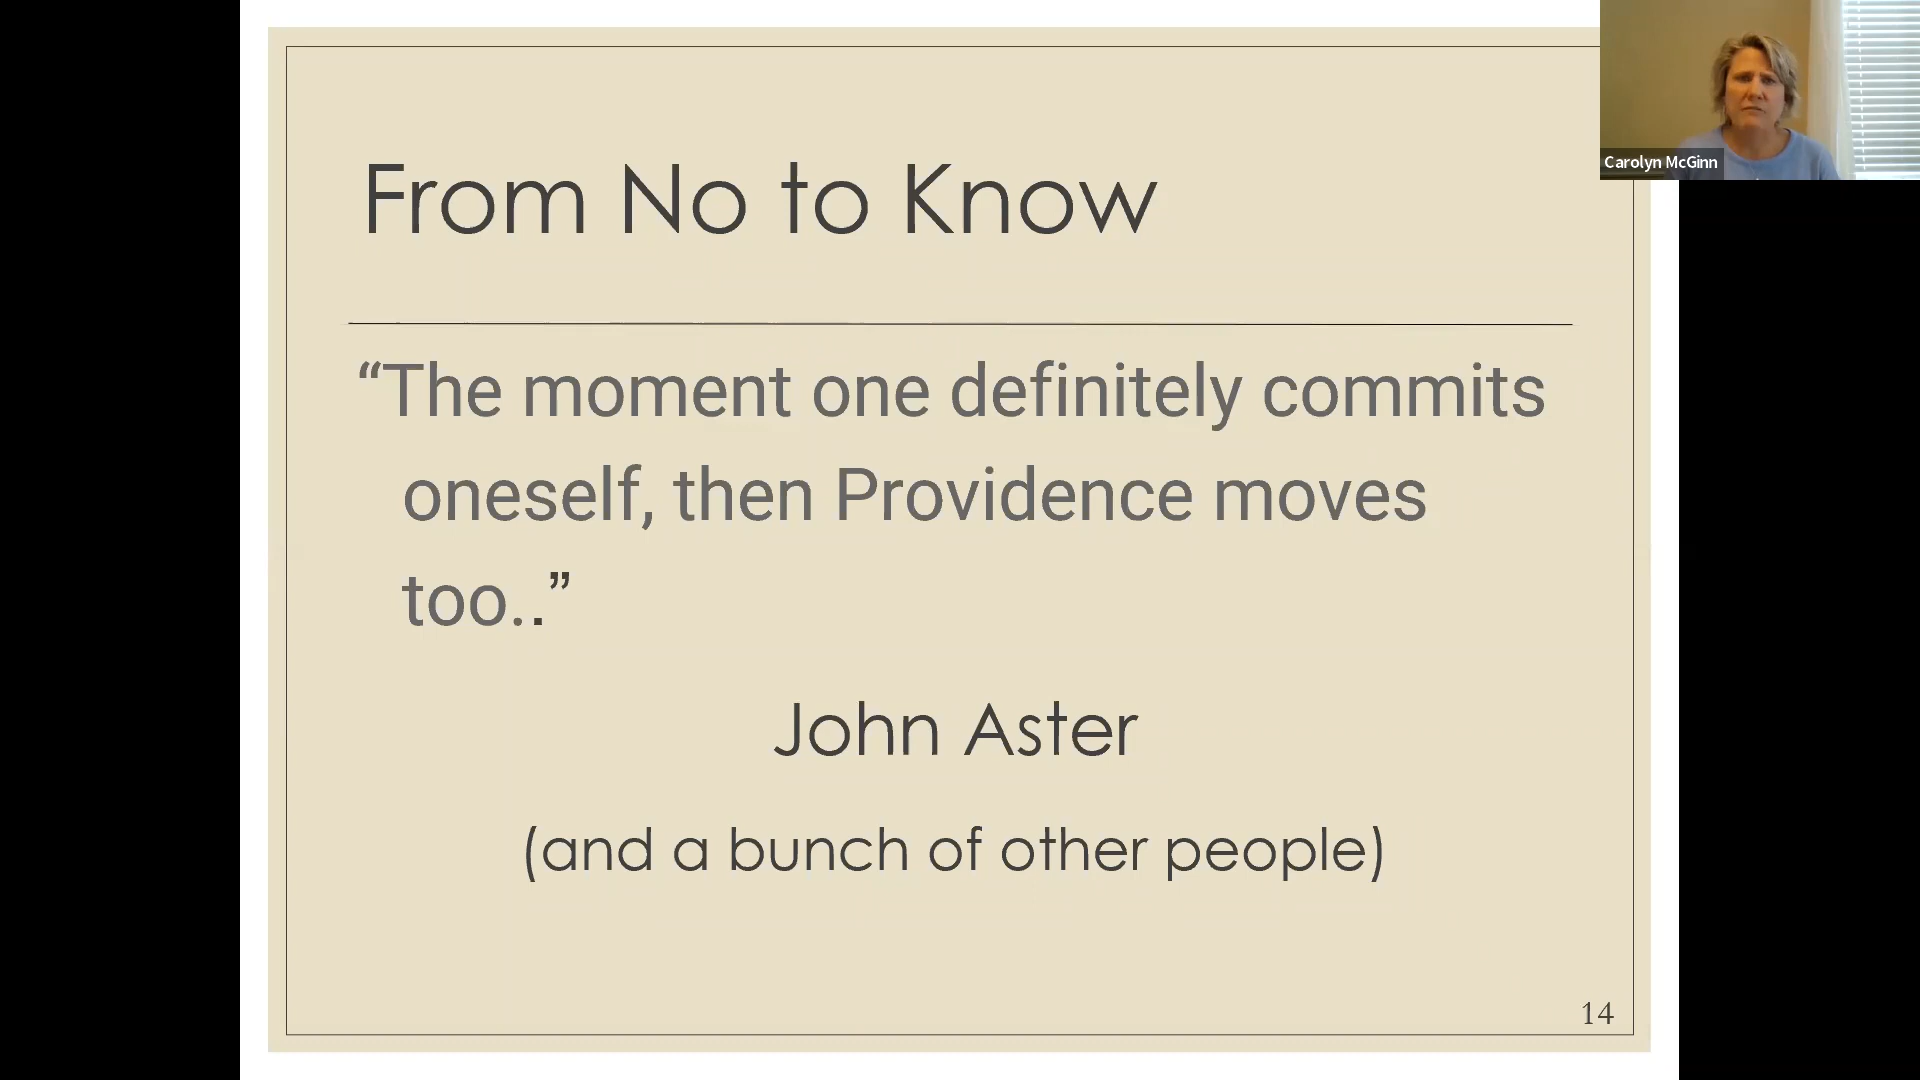 From No to Know
“The moment one definitely commits
oneself, then Providence moves
too..”
John Aster
(and a bunch of other people)
14
Carolyn McGinn